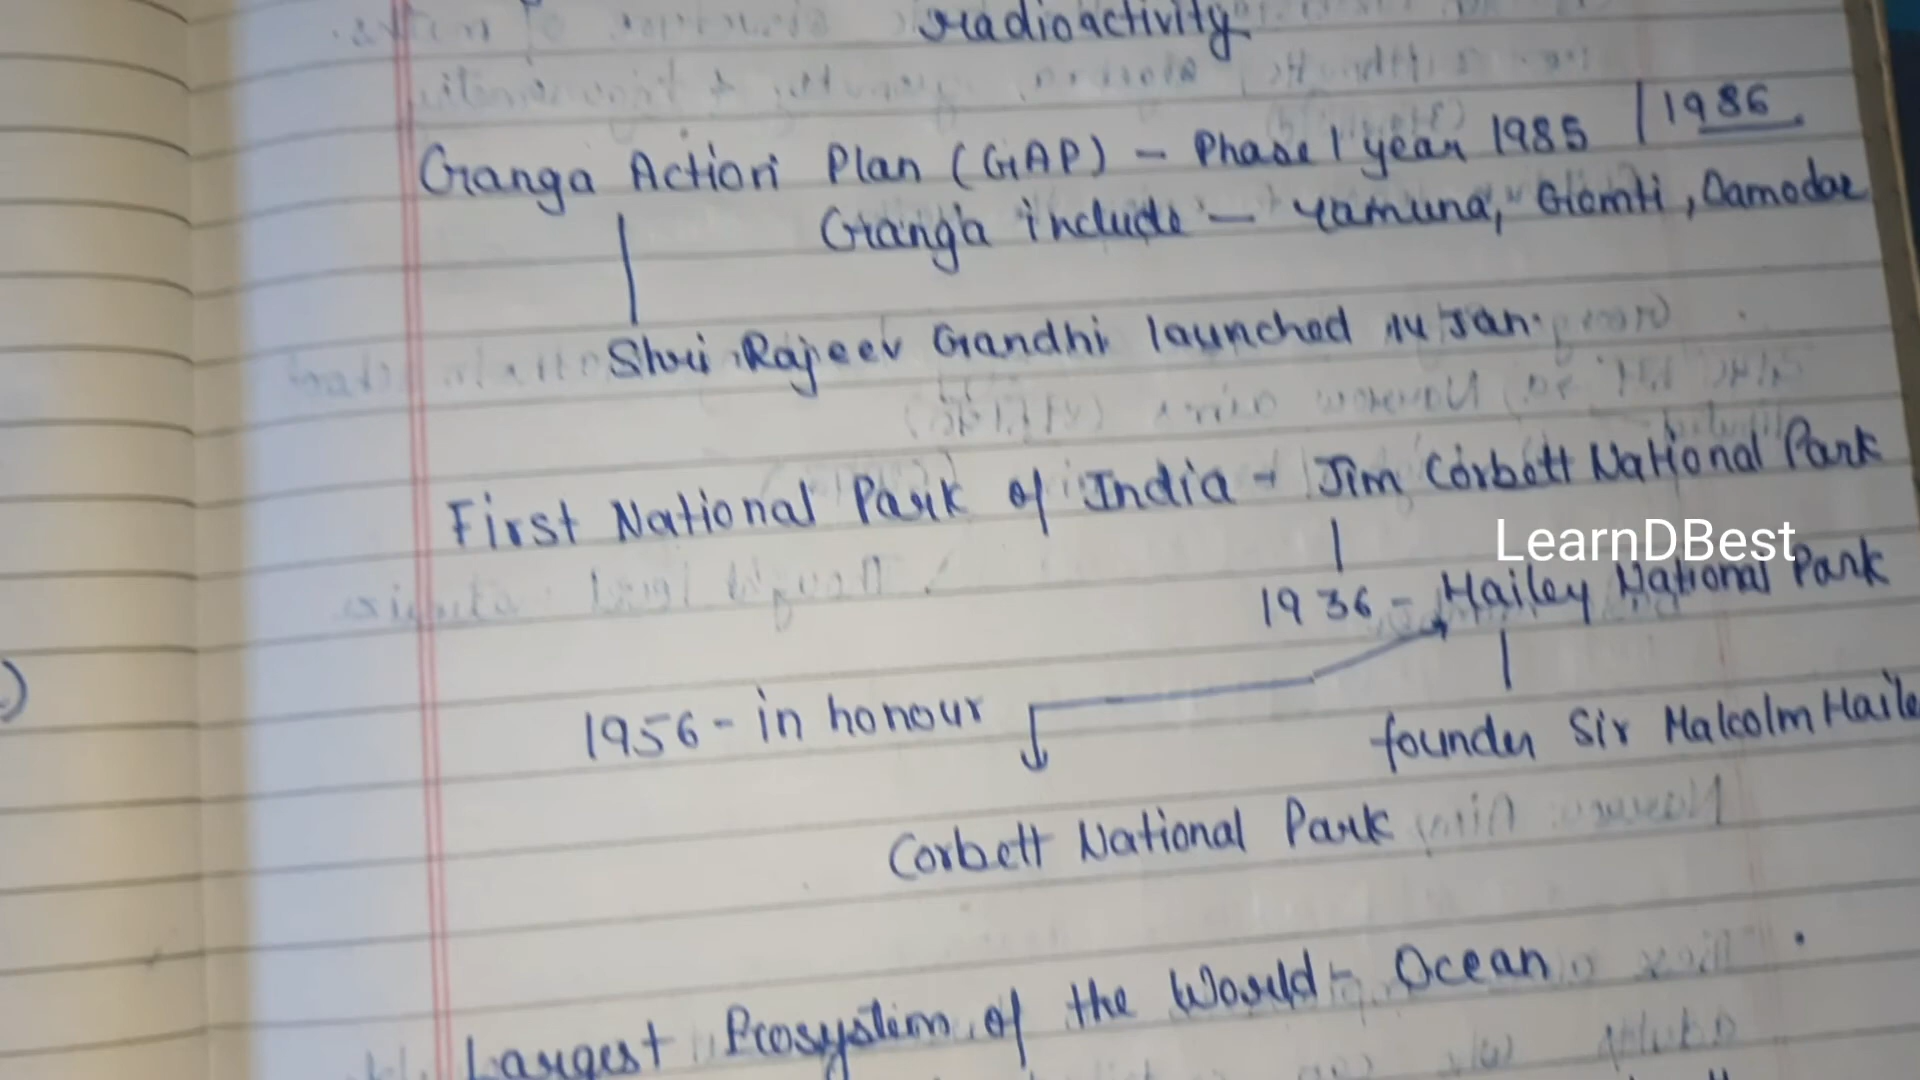 radioactivity
Ganga Action Plan (GAP) - Phase 1 year 1985 / 1986
Ganga include - Yamuna, Gomti, Damodar
Shri Rajeev Gandhi launched 14 Jan.
First National Park of India - Jim Corbett National Park
LearnDBest
1936 - Hailey National Park
1956 - in honour
founder Sir Malcolm Haile
Corbett National Park
Largest Ecosystem of the World - Ocean